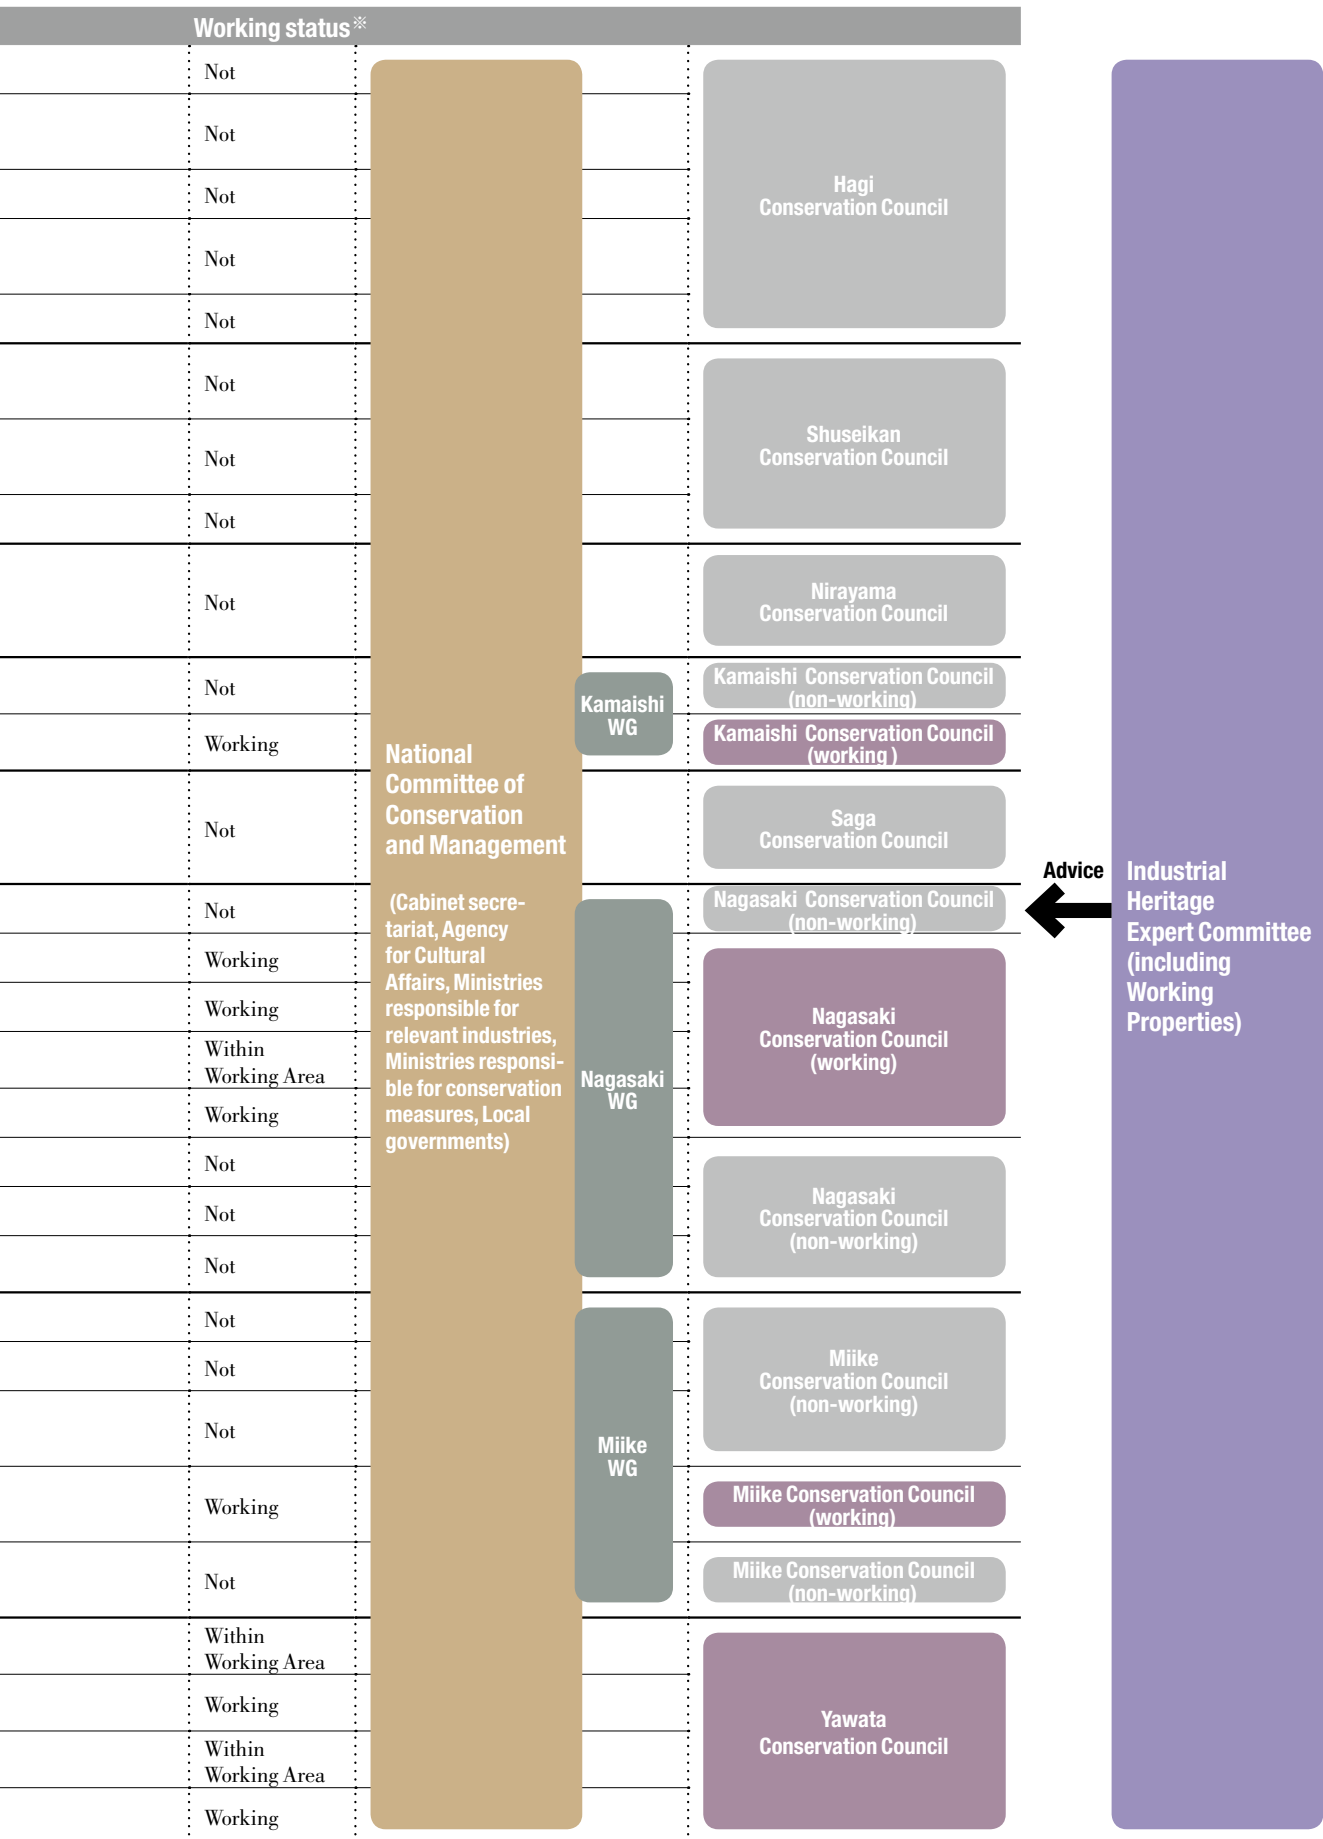 Working status※
Not
Not
Not
Not
Not
Hagi
Conservation Council
Not
Not
Not
Shuseikan
Conservation Council
Not
Nirayama
Conservation Council
Not
Working
Kamaishi
WG
Kamaishi Conservation Council
(non-working)
Kamaishi Conservation Council
(working )
Not
Saga
Conservation Council
National
Committee of
Conservation
and Management
(Cabinet secre-
tariat, Agency
for Cultural
Affairs, Ministries
responsible for
relevant industries,
Ministries responsi-
ble for conservation
measures, Local
governments)
Not
Working
Working
Within
Working Area
Working
Not
Not
Not
Nagasaki
WG
Nagasaki Conservation Council
(non-working)
Nagasaki
Conservation Council
(working)
Nagasaki
Conservation Council
(non-working)
Advice
Industrial
Heritage
Expert Committee
(including
Working
Properties)
Not
Not
Not
Working
Not
Miike
WG
Miike
Conservation Council
(non-working)
Miike Conservation Council
(working)
Miike Conservation Council
(non-working)
Within
Working Area
Working
Within
Working Area
Working
Yawata
Conservation Council